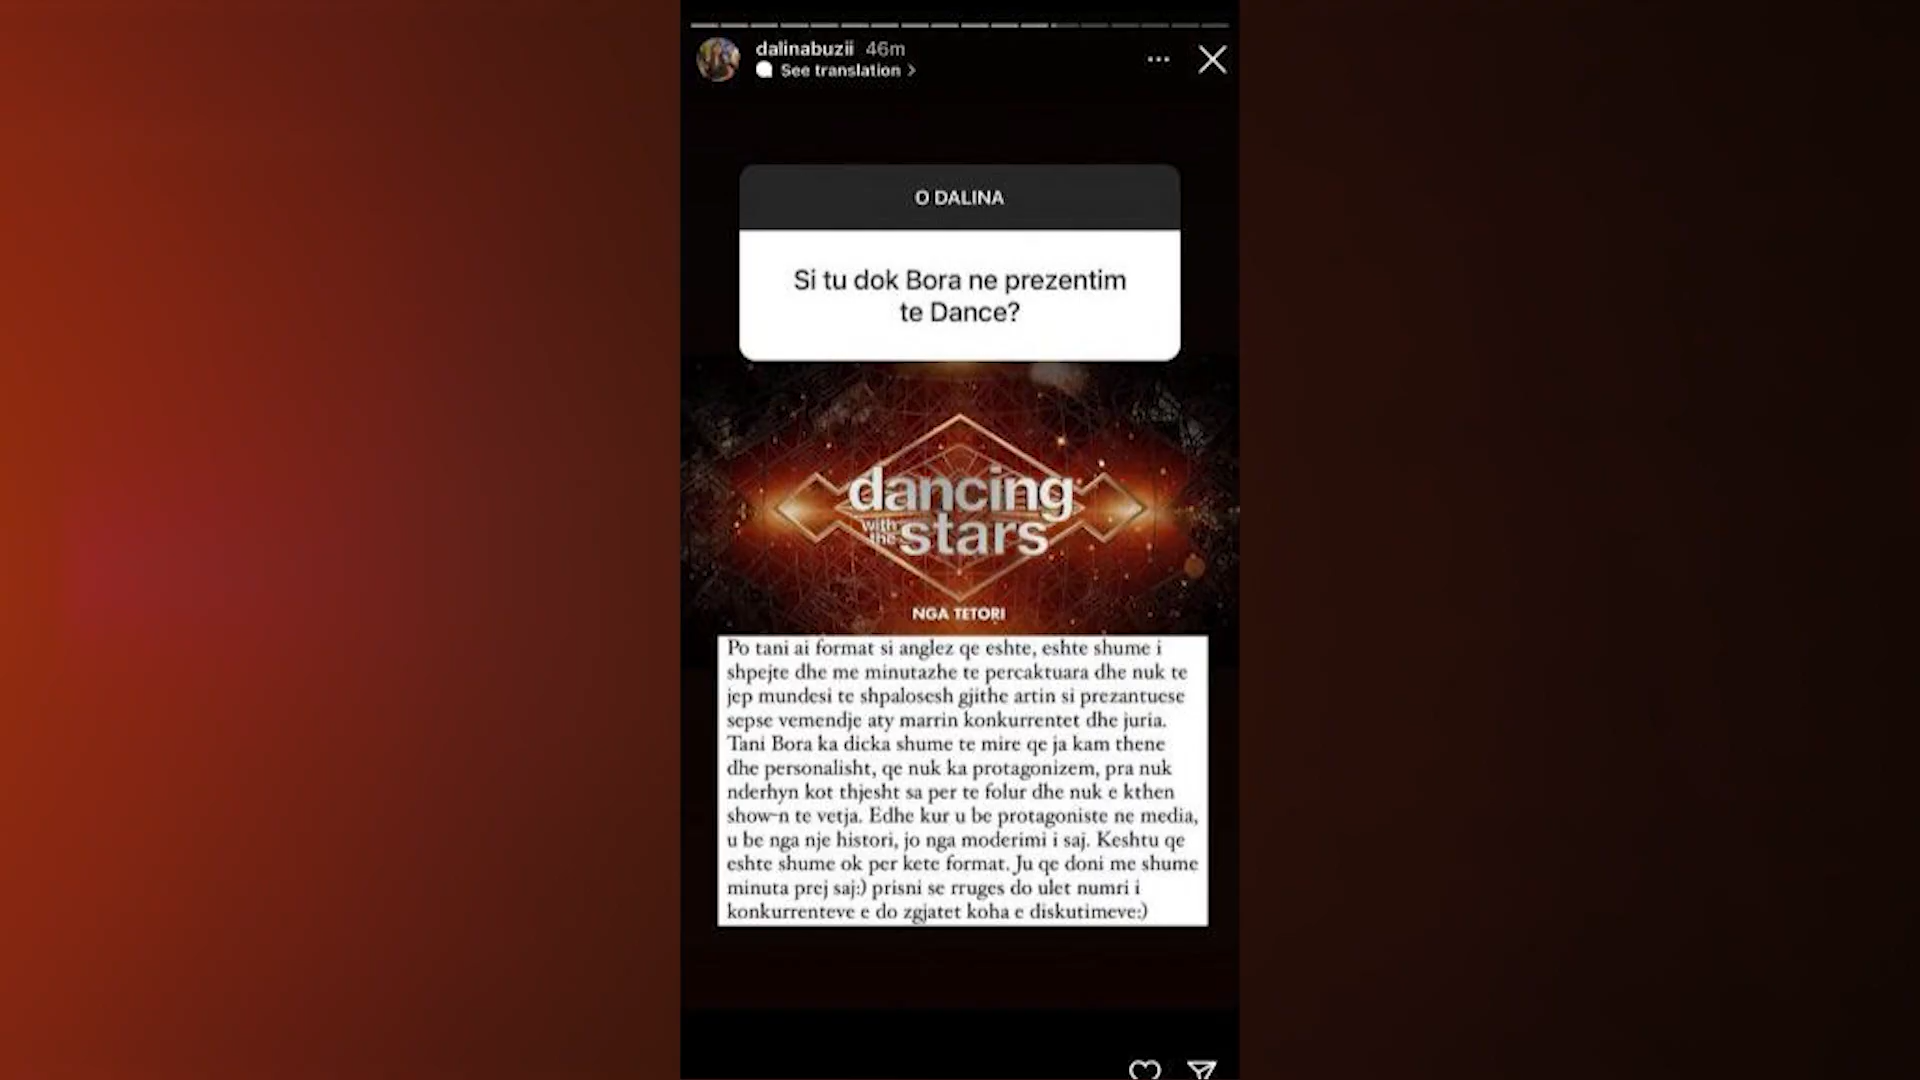 dalinabuzii 46m
See translation >
O DALINA
Si tu dok Bora ne prezentim
te Dance?
dancing
with the stars
NGA TETORI
Po tani ai format si anglez qe eshte, eshte shume i
shpejte dhe me minutazhe te percaktuara dhe nuk te
jep mundesi te shpalosesh gjithe artin si prezantuese
sepse vemendje aty marrin konkurrentet dhe juria.
Tani Bora ka dicka shume te mire qe ja kam thene
dhe personalisht, qe nuk ka protagonizem, pra nuk
nderhyn kot thjesht sa per te folur dhe nuk e kthen
show-n te vetja. Edhe kur u be protagoniste ne media,
u be nga nje histori, jo nga moderimi i saj. Keshtu qe
eshte shume ok per kete format. Ju qe doni me shume
minuta prej saj:) prisni se rruges do ulet numri i
konkurrenteve e do zgjatet koha e diskutimeve:)